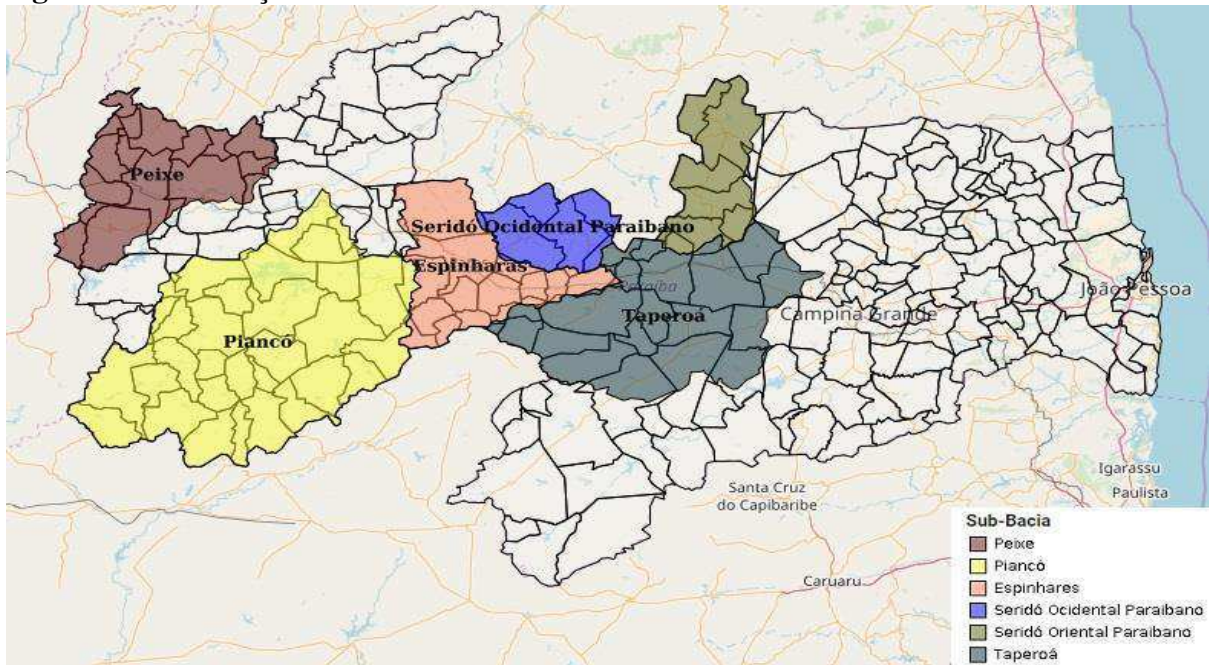 Peixe
Seridó Ocidental Paraibano
Espinharas
Paraíba
João Pessoa
Taperoá
Campina Grande
Piancó
Igarassu
Paulista
Santa Cruz
do Capibaribe
Caruaru
Sub-Bacia
Peixe
Piancó
Espinhares
Seridó Ocidental Paraibano
Seridó Oriental Paraibano
Taperoá